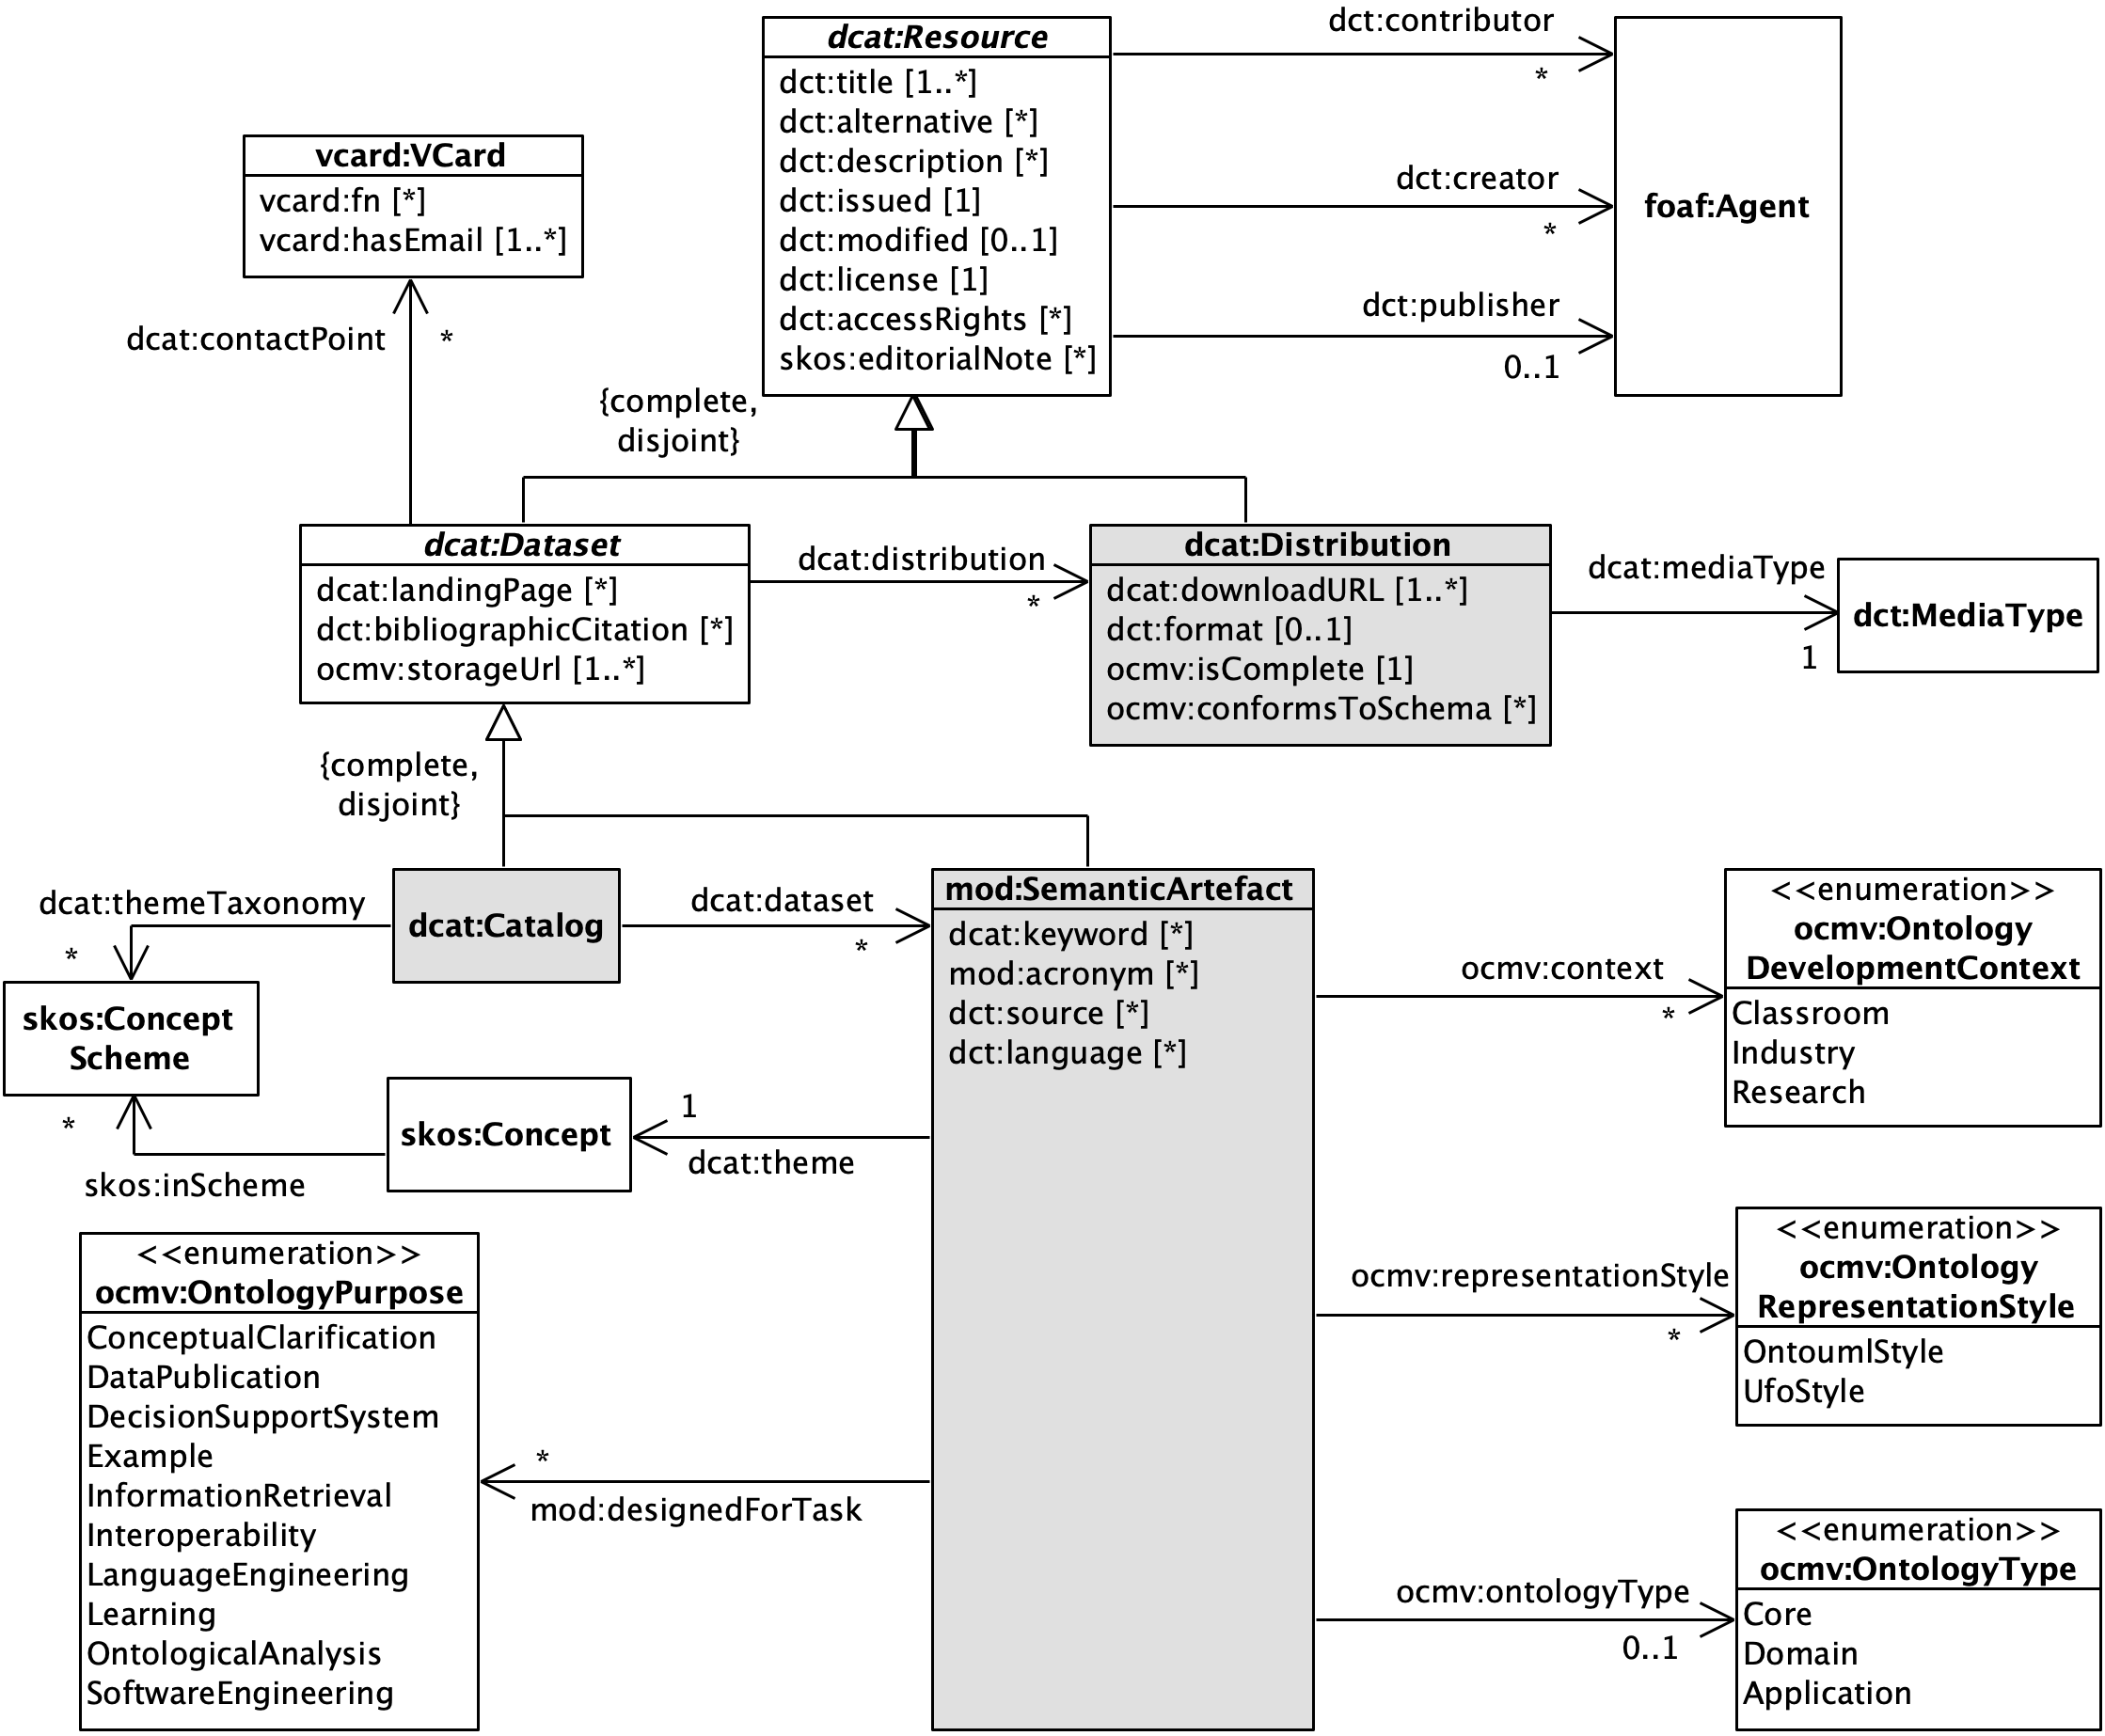 dcat:Resource
dct:title [1..*]
dct:alternative [*]
dct:description [*]
dct:issued [1]
dct:modified [0..1]
dct:license [1]
dct:accessRights [*]
skos:editorialNote [*]
dct:contributor
*
dct:creator
*
dct:publisher
0..1
foaf:Agent
vcard:VCard
vcard:fn [*]
vcard:hasEmail [1..*]
dcat:contactPoint
*
{complete,
disjoint}
dcat:Dataset
dcat:landingPage [*]
dct:bibliographicCitation [*]
ocmv:storageUrl [1..*]
dcat:distribution
*
dcat:Distribution
dcat:downloadURL [1..*]
dct:format [0..1]
ocmv:isComplete [1]
ocmv:conformsToSchema [*]
dcat:mediaType
1
dct:MediaType
{complete,
disjoint}
dcat:themeTaxonomy
*
dcat:Catalog
dcat:dataset
*
mod:SemanticArtefact
dcat:keyword [*]
mod:acronym [*]
dct:source [*]
dct:language [*]
ocmv:context
*
<<enumeration>>
ocmv:Ontology
DevelopmentContext
Classroom
Industry
Research
skos:Concept
Scheme
*
skos:inScheme
skos:Concept
1
dcat:theme
<<enumeration>>
ocmv:OntologyPurpose
ConceptualClarification
DataPublication
DecisionSupportSystem
Example
InformationRetrieval
Interoperability
LanguageEngineering
Learning
OntologicalAnalysis
SoftwareEngineering
*
mod:designedForTask
ocmv:representationStyle
*
<<enumeration>>
ocmv:Ontology
RepresentationStyle
OntoumlStyle
UfoStyle
ocmv:ontologyType
0..1
<<enumeration>>
ocmv:OntologyType
Core
Domain
Application